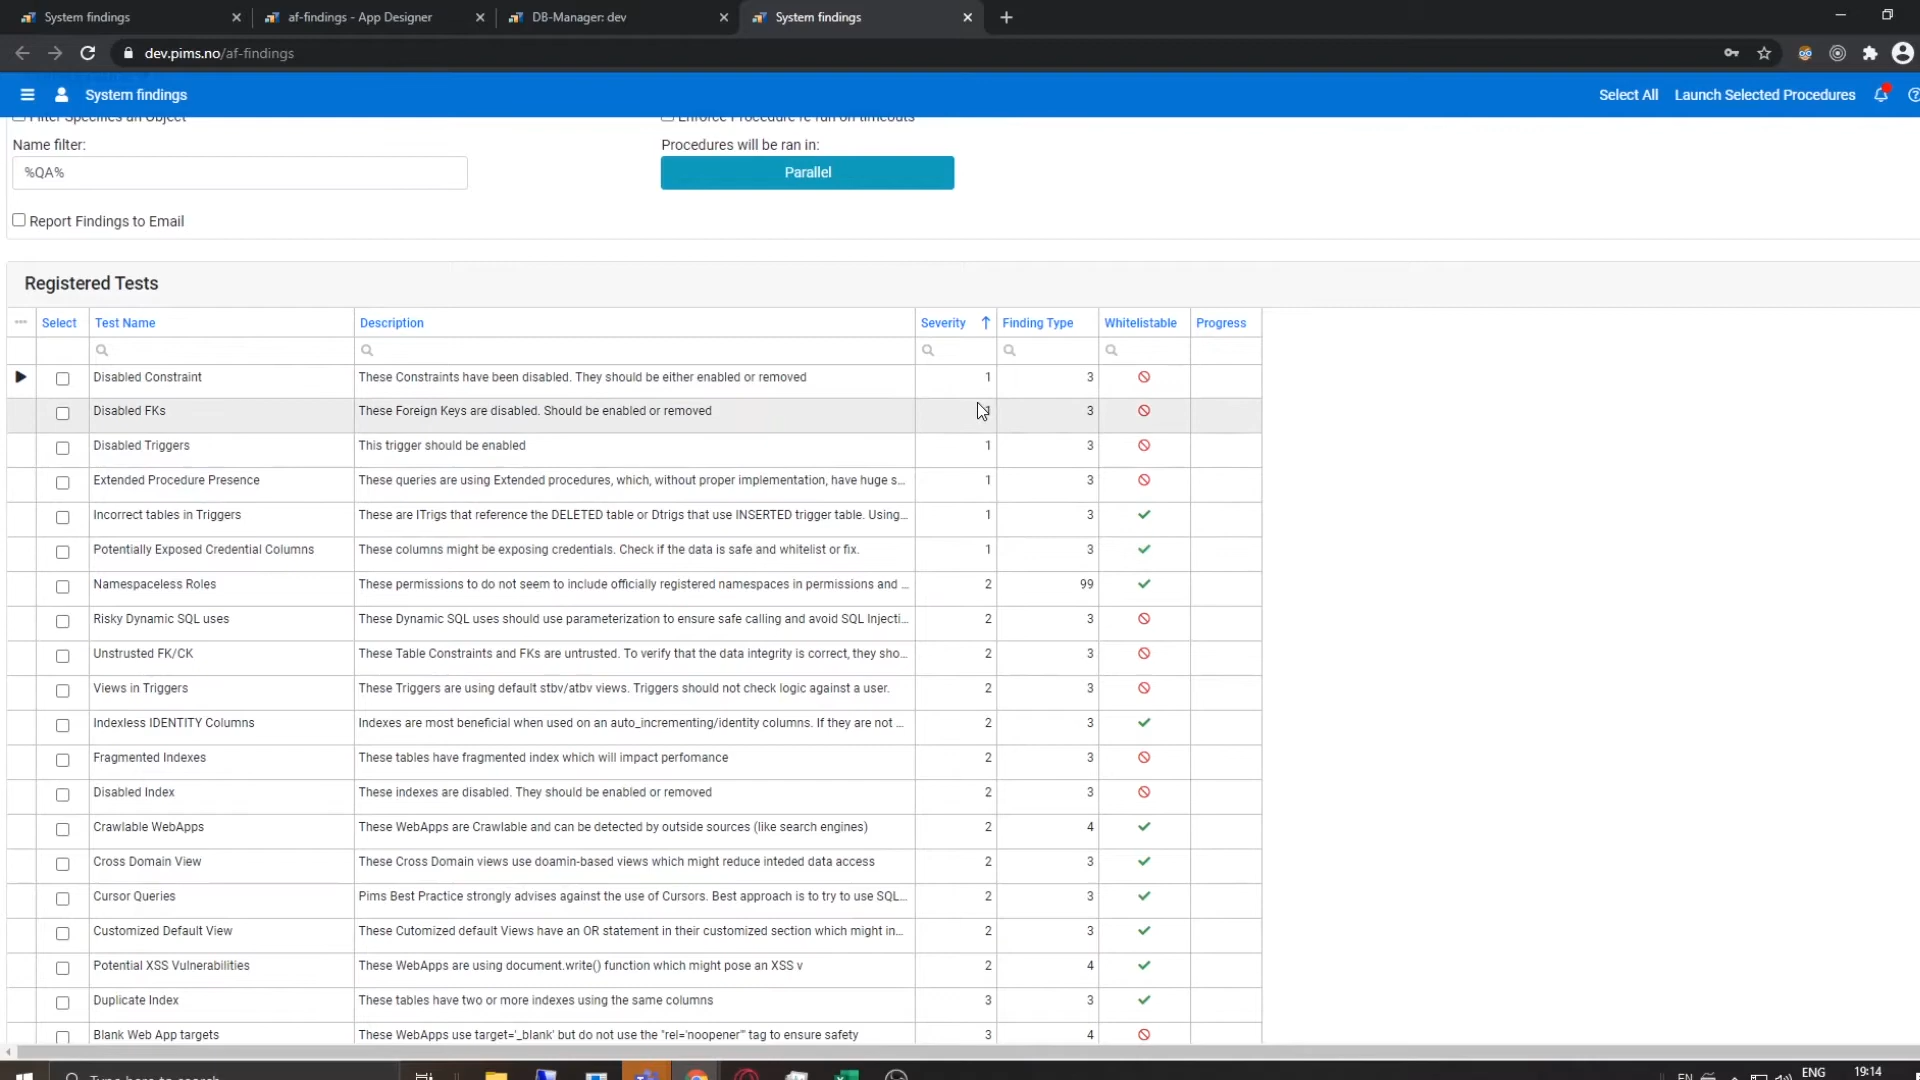 System findings
af-findings - App Designer
DB-Manager: dev
System findings
dev.pims.no/af-findings
System findings
Select All
Launch Selected Procedures
Filter Specifies an Object
Enforce Procedure re-run on timeouts
Name filter:
Procedures will be ran in:
%QA%
Parallel
Report Findings to Email
Registered Tests
Select Test Name Description Severity Finding Type Whitelistable Progress
Disabled Constraint These Constraints have been disabled. They should be either enabled or removed 1 3
Disabled FKs These Foreign Keys are disabled. Should be enabled or removed 3
Disabled Triggers This trigger should be enabled 1 3
Extended Procedure Presence These queries are using Extended procedures, which, without proper implementation, have huge s... 1 3
Incorrect tables in Triggers These are ITrigs that reference the DELETED table or Dtrigs that use INSERTED trigger table. Using... 1 3
Potentially Exposed Credential Columns These columns might be exposing credentials. Check if the data is safe and whitelist or fix. 1 3
Namespaceless Roles These permissions to do not seem to include officially registered namespaces in permissions and ... 2 99
Risky Dynamic SQL uses These Dynamic SQL uses should use parameterization to ensure safe calling and avoid SQL Injecti... 2 3
Unstrusted FK/CK These Table Constraints and FKs are untrusted. To verify that the data integrity is correct, they sho... 2 3
Views in Triggers These Triggers are using default stbv/atbv views. Triggers should not check logic against a user. 2 3
Indexless IDENTITY Columns Indexes are most beneficial when used on an auto_incrementing/identity columns. If they are not ... 2 3
Fragmented Indexes These tables have fragmented index which will impact perfomance 2 3
Disabled Index These indexes are disabled. They should be enabled or removed 2 3
Crawlable WebApps These WebApps are Crawlable and can be detected by outside sources (like search engines) 2 4
Cross Domain View These Cross Domain views use doamin-based views which might reduce inteded data access 2 3
Cursor Queries Pims Best Practice strongly advises against the use of Cursors. Best approach is to try to use SQL... 2 3
Customized Default View These Cutomized default Views have an OR statement in their customized section which might in... 2 3
Potential XSS Vulnerabilities These WebApps are using document.write() function which might pose an XSS v 2 4
Duplicate Index These tables have two or more indexes using the same columns 3 3
Blank Web App targets These WebApps use target='_blank' but do not use the "rel='noopener'" tag to ensure safety 3 4
Type here to search
EN
ENG
19:14